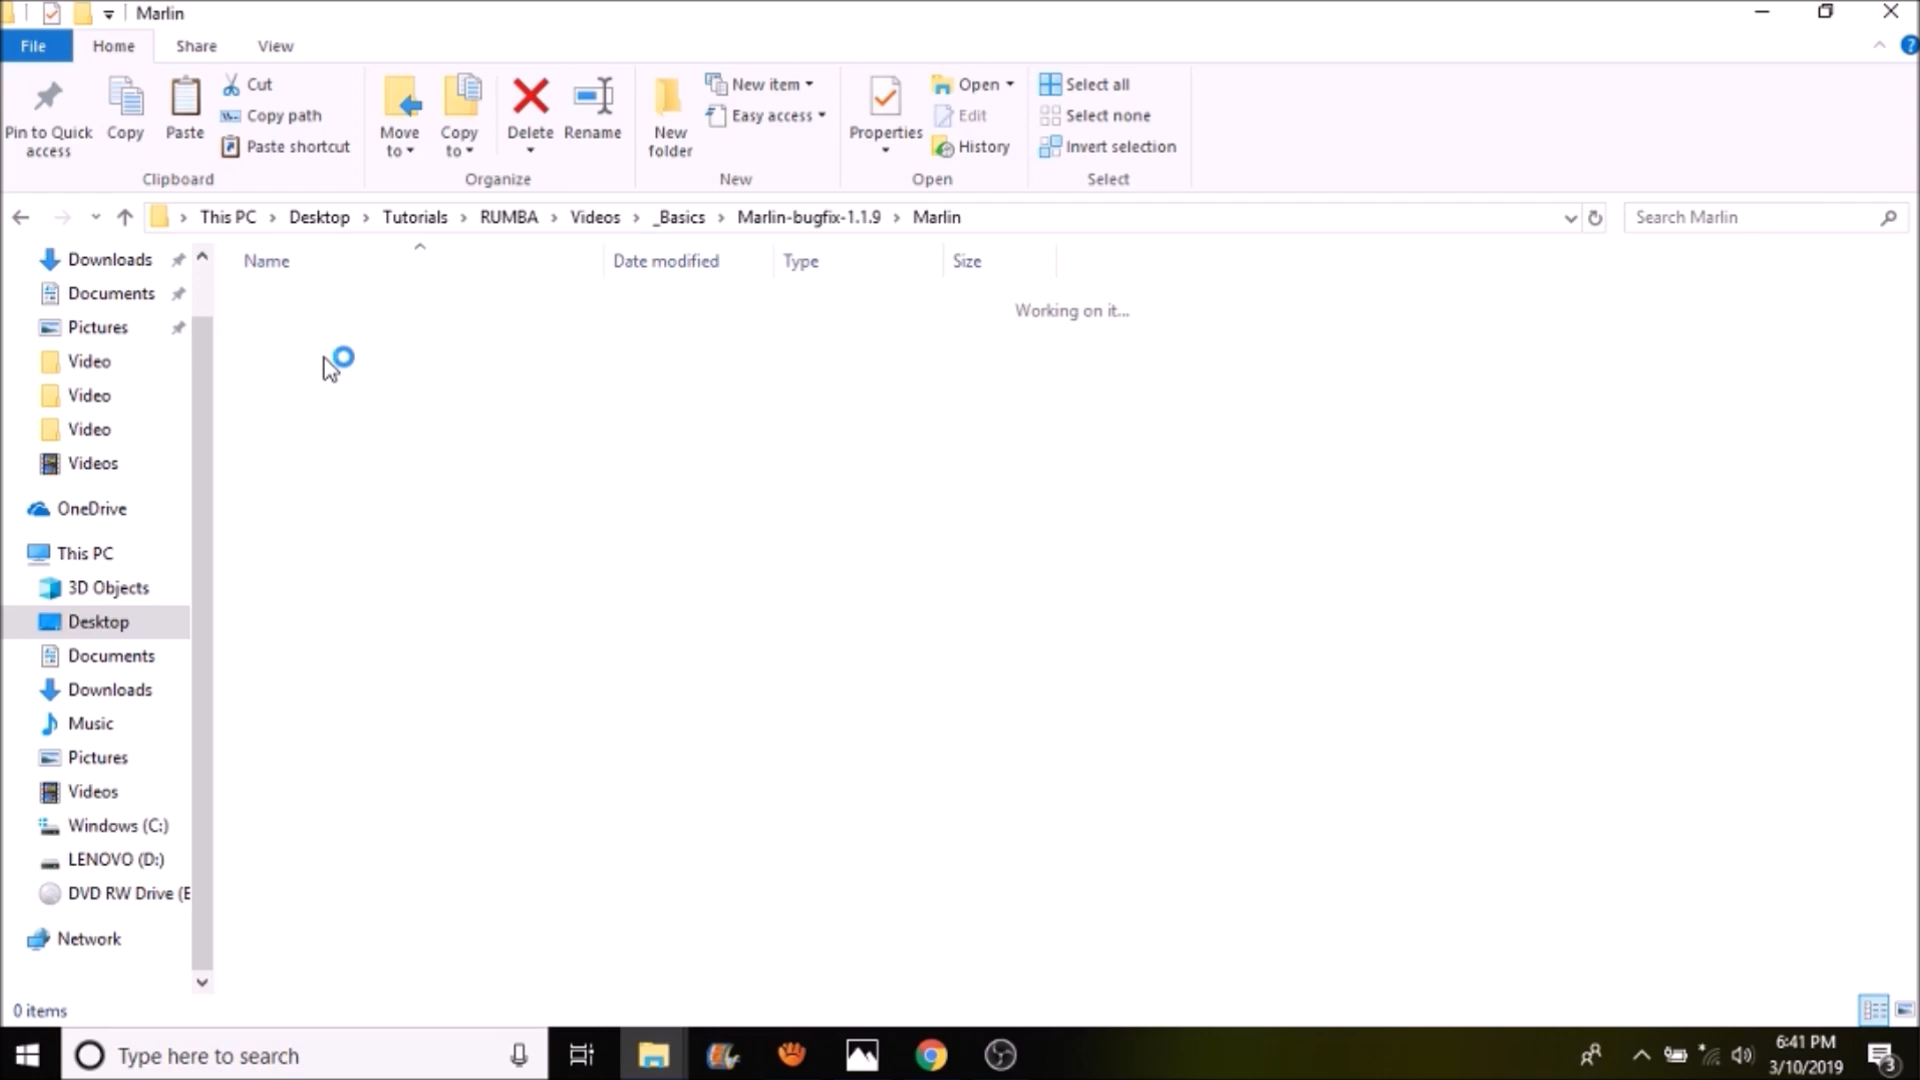 Marlin
File Home Share View
Pin to Quick access
Copy
Paste
Cut
Copy path
Paste shortcut
Clipboard
Move to
Copy to
Delete
Rename
Organize
New folder
New item
Easy access
New
Properties
Open
Edit
History
Open
Select all
Select none
Invert selection
Select
This PC > Desktop > Tutorials > RUMBA > Videos > _Basics > Marlin-bugfix-1.1.9 > Marlin
Search Marlin
Name Date modified Type Size
Working on it...
Downloads
Documents
Pictures
Video
Video
Video
Videos
OneDrive
This PC
3D Objects
Desktop
Documents
Downloads
Music
Pictures
Videos
Windows (C:)
LENOVO (D:)
DVD RW Drive (E
Network
0 items
Type here to search
6:41 PM
3/10/2019
3